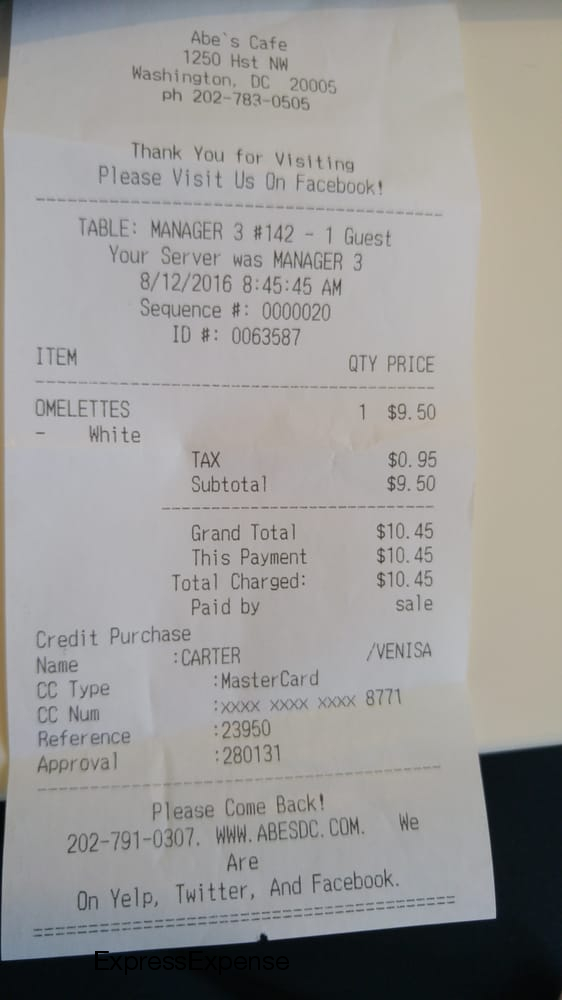 Abe`s Cafe
1250 Hst NW
Washington, DC 20005
ph 202-783-0505
Thank You for Visiting
Please Visit Us On Facebook!
TABLE: MANAGER 3 #142 - 1 Guest
Your Server was MANAGER 3
8/12/2016 8:45:45 AM
Sequence #: 0000020
ID #: 0063587
ITEM QTY PRICE
OMELETTES 1 $9.50
- White
TAX $0.95
Subtotal $9.50
Grand Total $10.45
This Payment $10.45
Total Charged: $10.45
Paid by sale
Credit Purchase
Name :CARTER /VENISA
CC Type :MasterCard
CC Num :xxxx xxxx xxxx 8771
Reference :23950
Approval :280131
Please Come Back!
202-791-0307. WWW.ABESDC.COM. We
Are
On Yelp, Twitter, And Facebook.
ExpressExpense